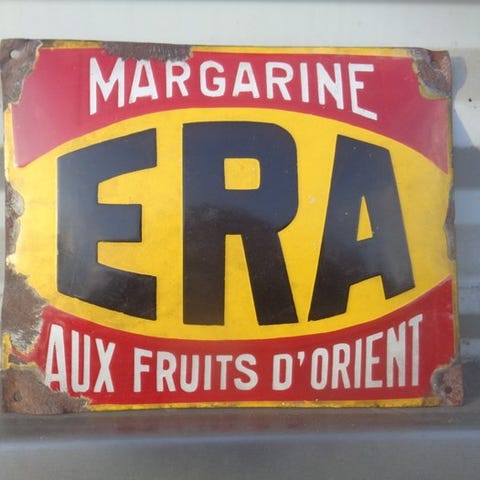 MARGARINE
ERA
AUX FRUITS D'ORIENT